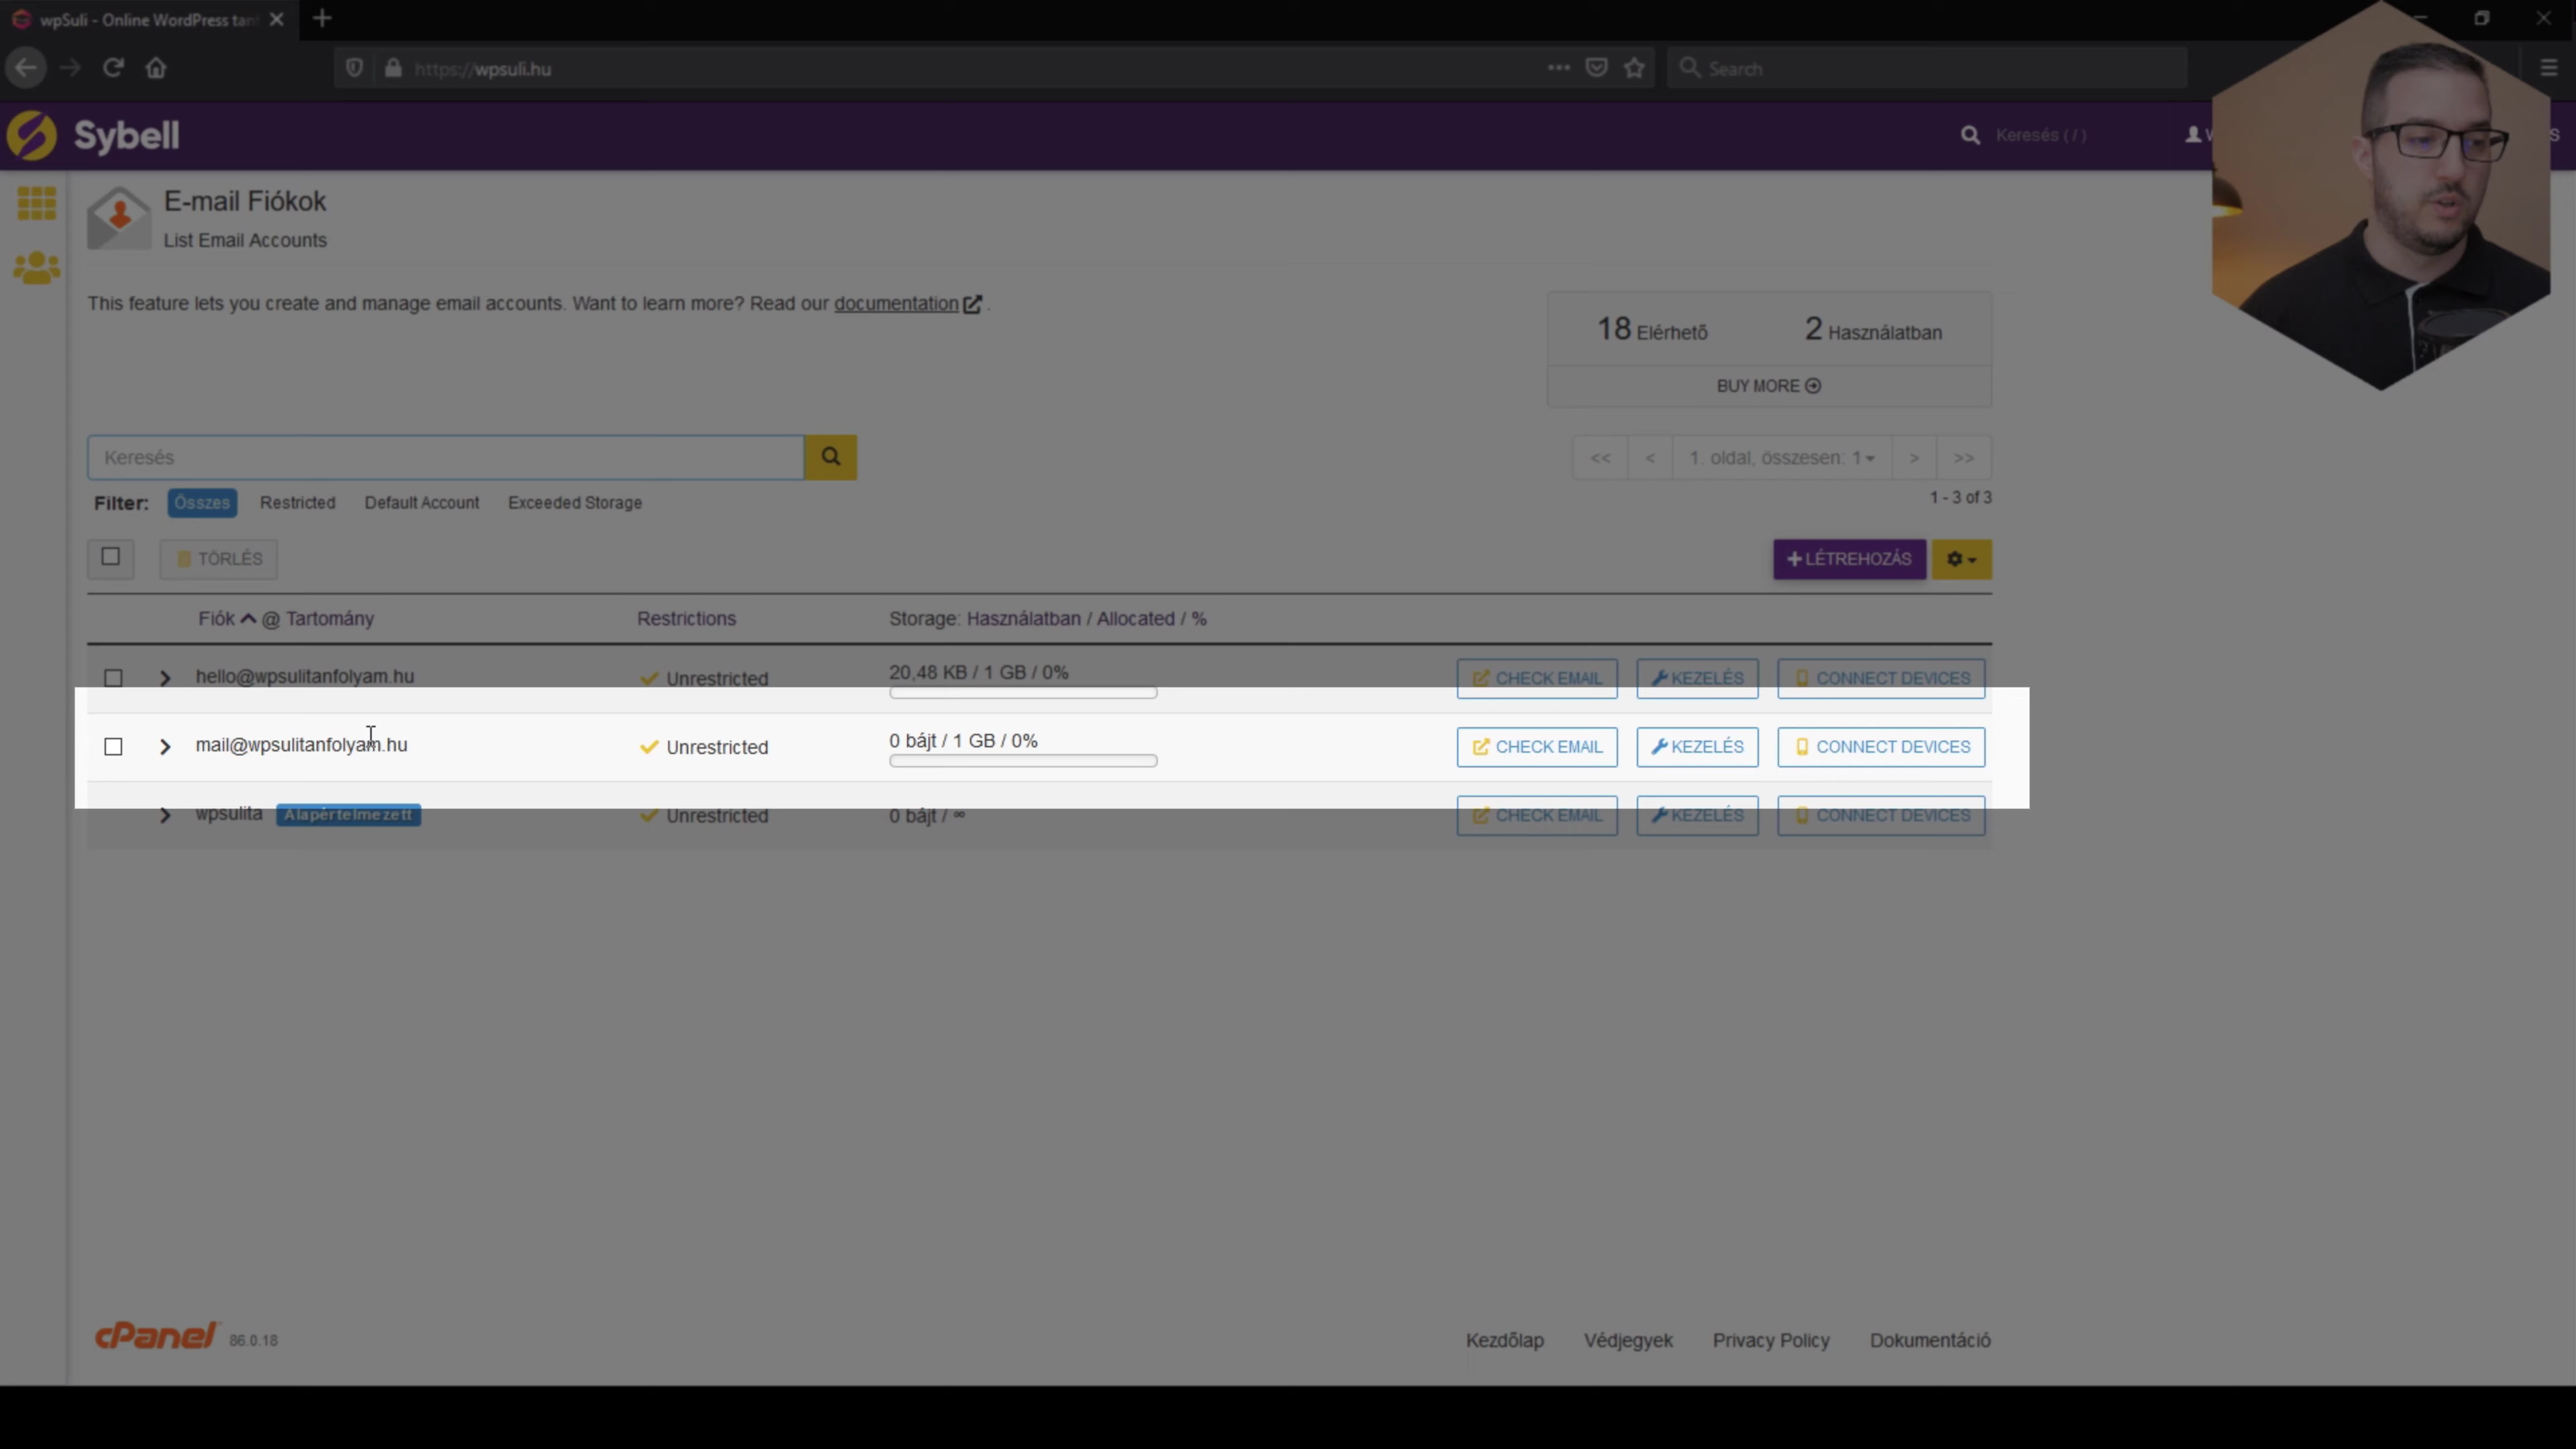 wpSuli - Online WordPress tan
https://wpsuli.hu
Search
Sybell
Keresés ( / )
E-mail Fiókok
List Email Accounts
This feature lets you create and manage email accounts. Want to learn more? Read our documentation .
18 Elérhető 2 Használatban
BUY MORE
Keresés
<< < 1. oldal, összesen: 1 > >>
1 - 3 of 3
Filter: Összes Restricted Default Account Exceeded Storage
TÖRLÉS
+ LÉTREHOZÁS
Fiók @ Tartomány Restrictions Storage: Használatban / Allocated / %
hello@wpsulitanfolyam.hu Unrestricted 20,48 KB / 1 GB / 0% CHECK EMAIL KEZELÉS CONNECT DEVICES
mail@wpsulitanfolyam.hu Unrestricted 0 bájt / 1 GB / 0% CHECK EMAIL KEZELÉS CONNECT DEVICES
wpsulita Alapértelmezett Unrestricted 0 bájt / ∞ CHECK EMAIL KEZELÉS CONNECT DEVICES
cPanel 86.0.18
Kezdőlap Védjegyek Privacy Policy Dokumentáció